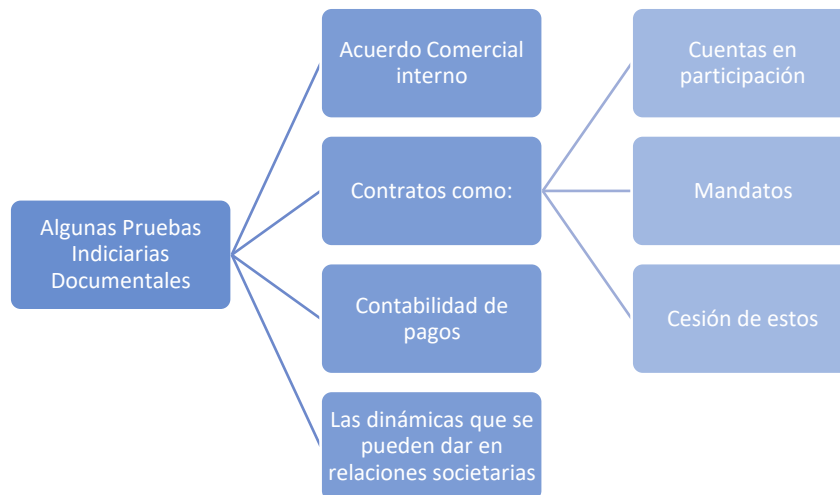 Algunas Pruebas
Indiciarias
Documentales
Acuerdo Comercial
interno
Contratos como:
Cuentas en
participación
Mandatos
Cesión de estos
Contabilidad de
pagos
Las dinámicas que se
pueden dar en
relaciones societarias